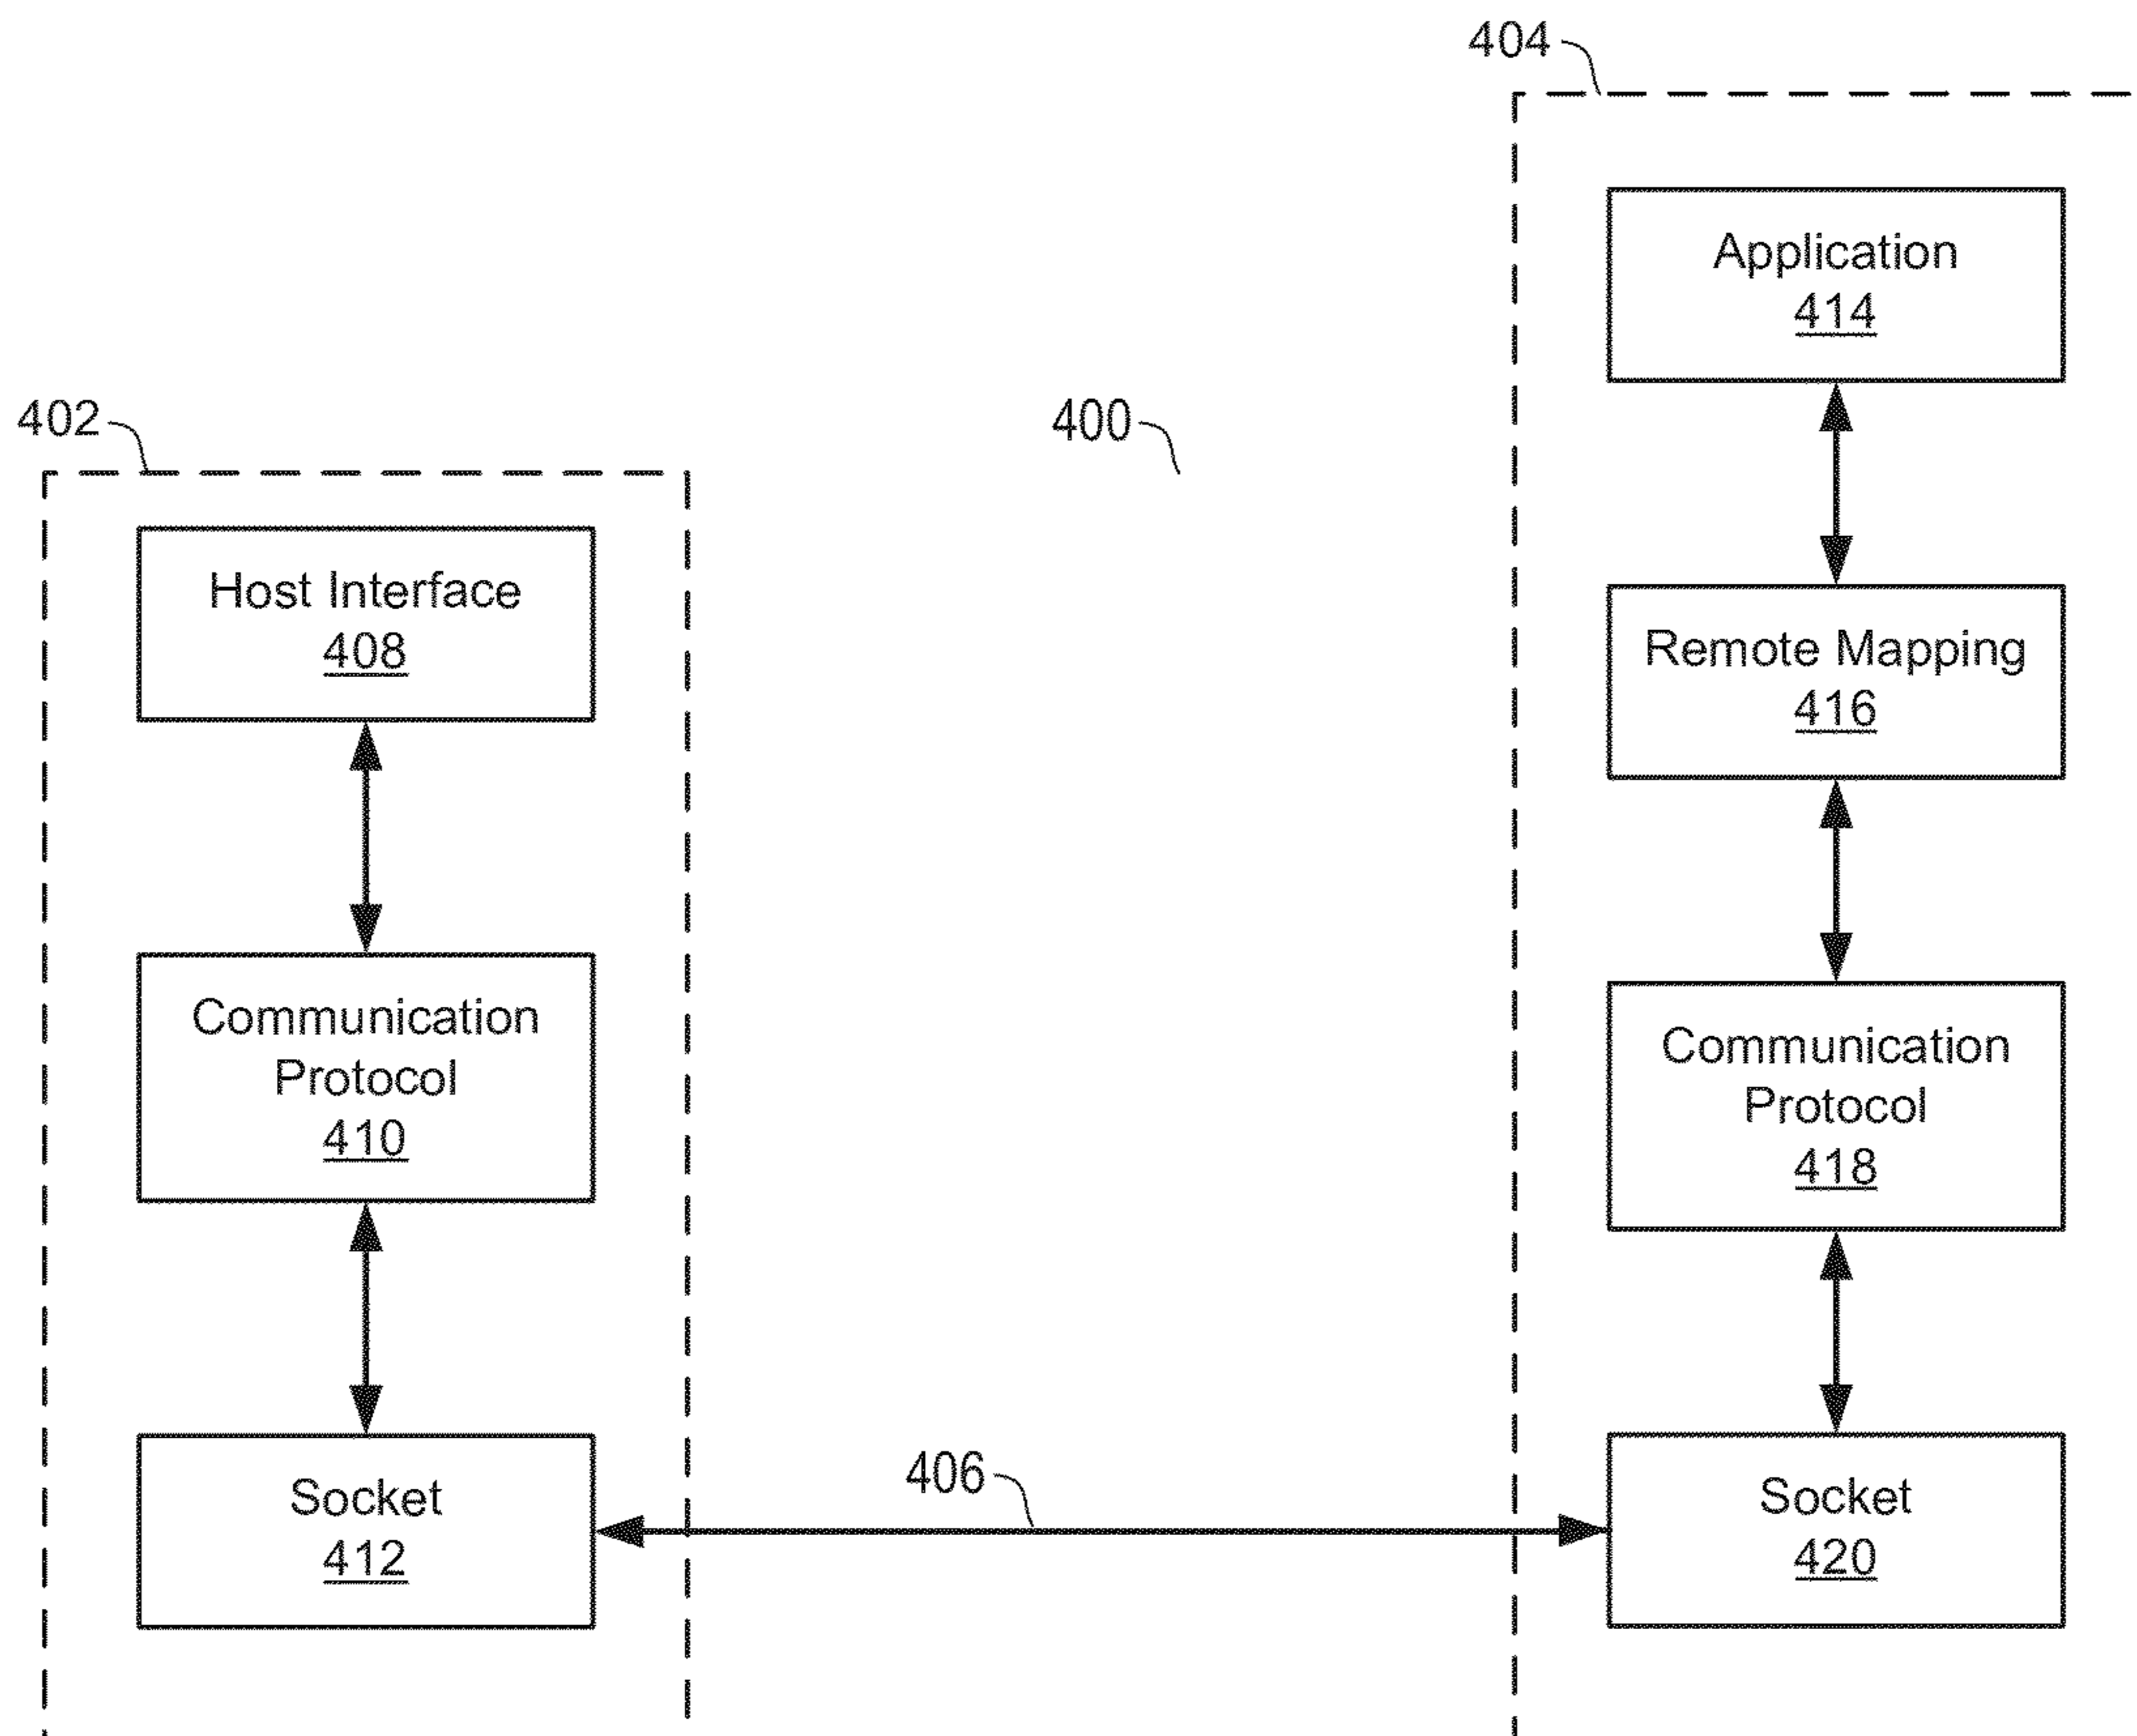 404
Application
414
402
400
Host Interface
408
Remote Mapping
416
Communication
Protocol
410
Communication
Protocol
418
406
Socket
412
Socket
420